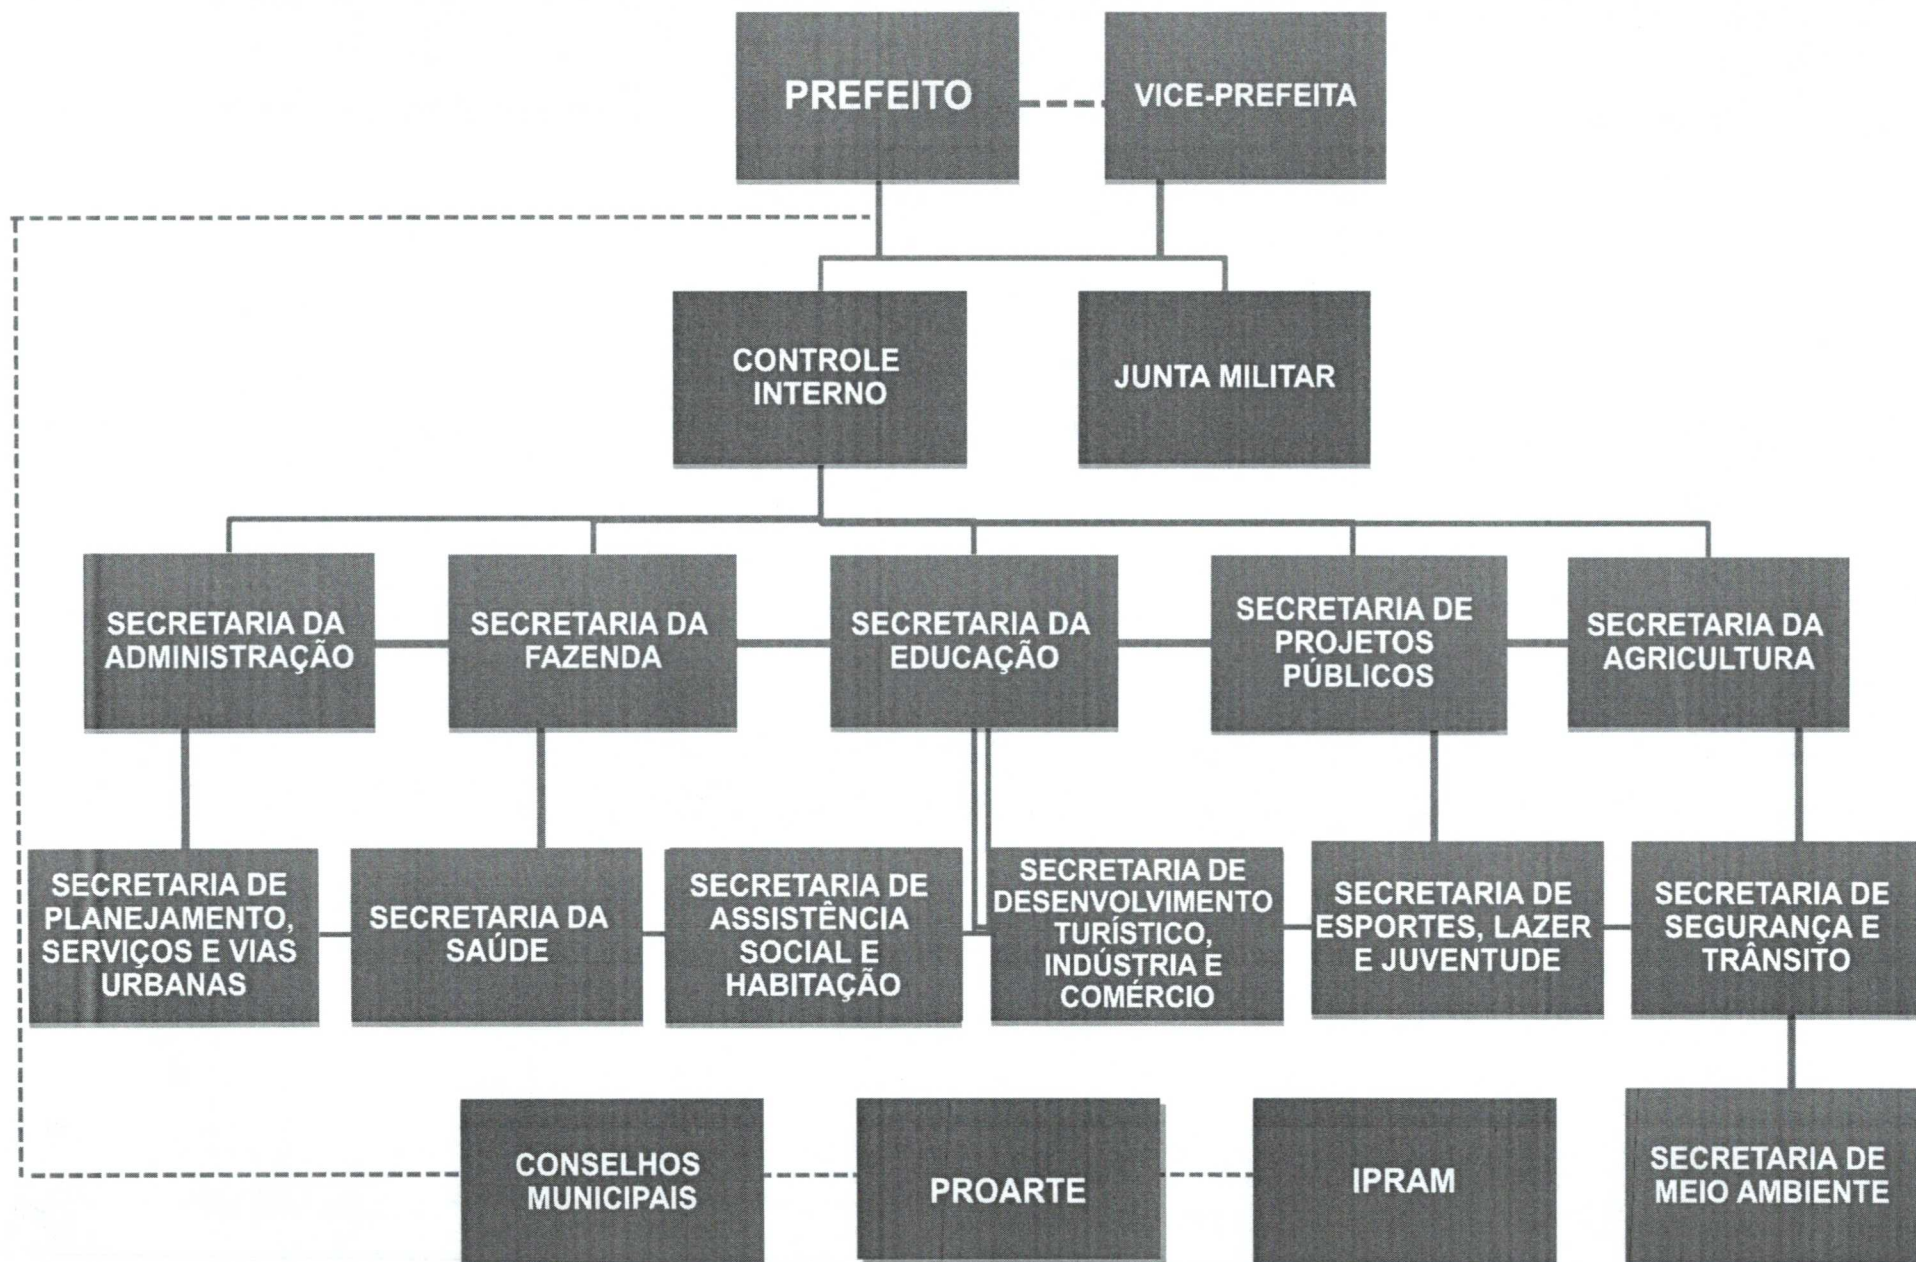 PREFEITO
VICE-PREFEITA
CONTROLE
INTERNO
JUNTA MILITAR
SECRETARIA DA
ADMINISTRAÇÃO
SECRETARIA DA
FAZENDA
SECRETARIA DA
EDUCAÇÃO
SECRETARIA DE
PROJETOS
PÚBLICOS
SECRETARIA DA
AGRICULTURA
SECRETARIA DE
PLANEJAMENTO,
SERVIÇOS E VIAS
URBANAS
SECRETARIA DA
SAÚDE
SECRETARIA DE
ASSISTÊNCIA
SOCIAL E
HABITAÇÃO
SECRETARIA DE
DESENVOLVIMENTO
TURÍSTICO,
INDÚSTRIA E
COMÉRCIO
SECRETARIA DE
ESPORTES, LAZER
E JUVENTUDE
SECRETARIA DE
SEGURANÇA E
TRÂNSITO
CONSELHOS
MUNICIPAIS
PROARTE
IPRAM
SECRETARIA DE
MEIO AMBIENTE